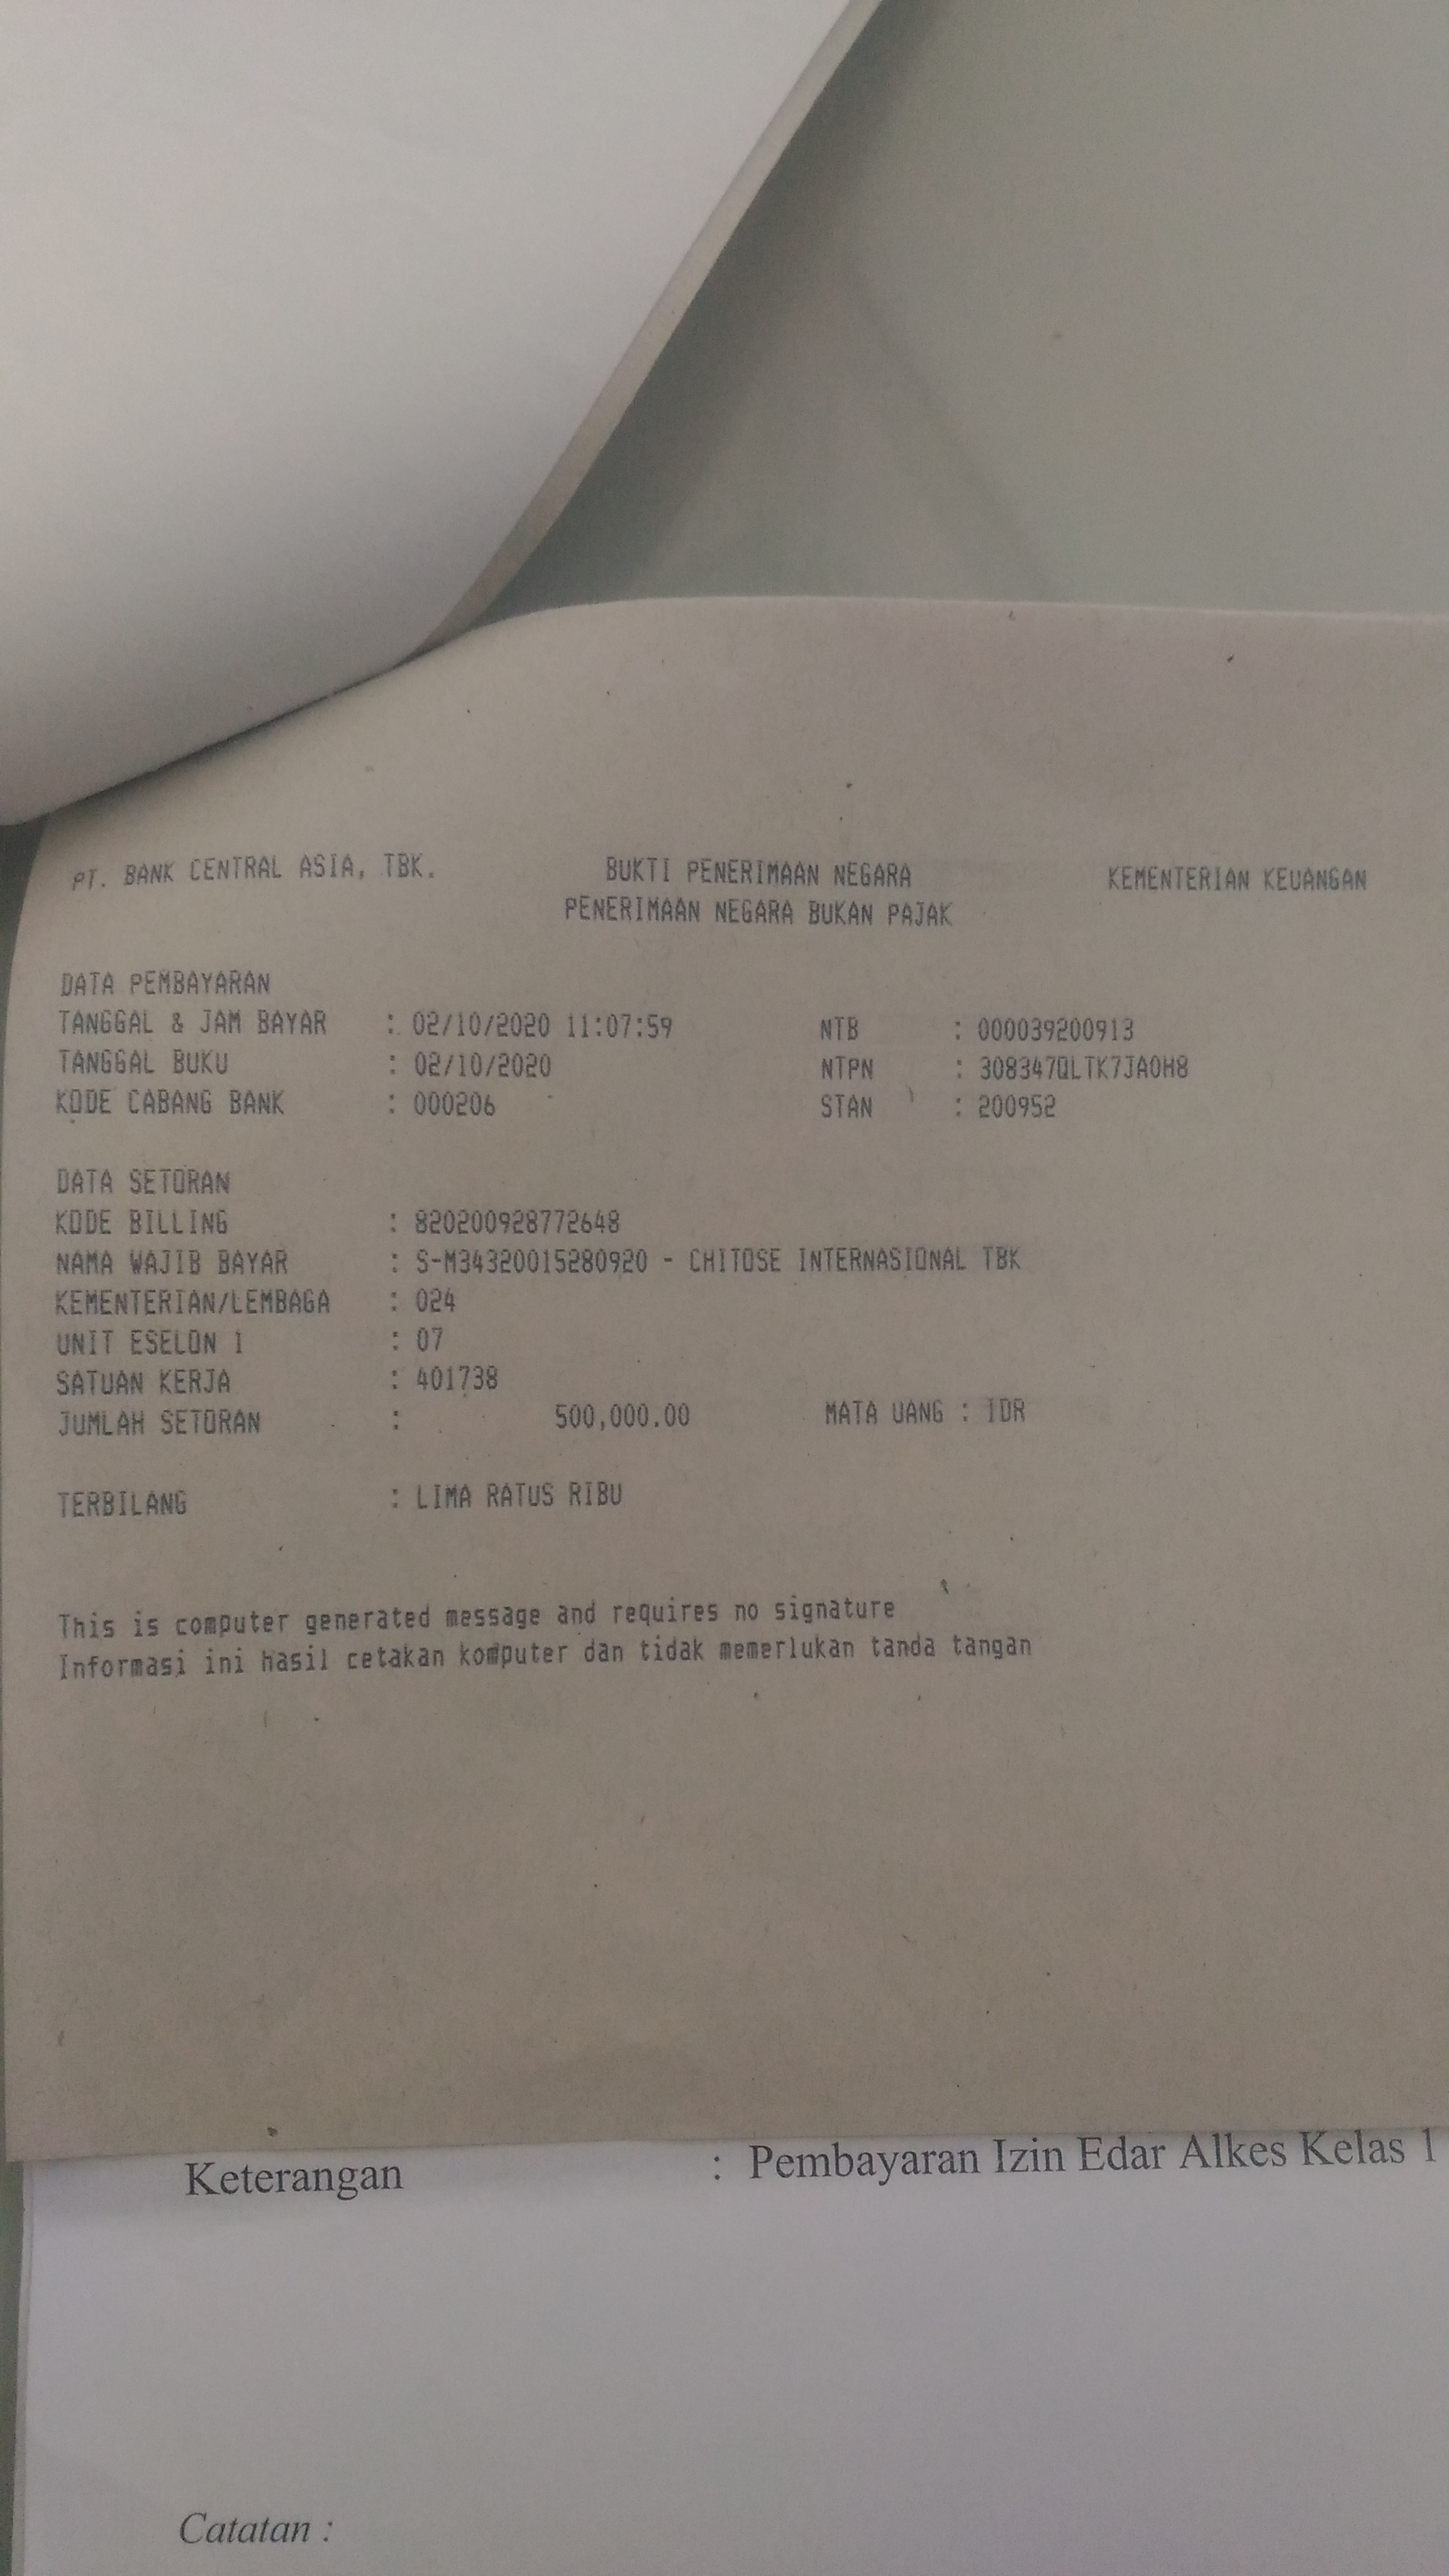 PT. BANK CENTRAL ASIA, TBK. BUKTI PENERIMAAN NEGARA KEMENTERIAN KEUANGAN
PENERIMAAN NEGARA BUKAN PAJAK
DATA PEMBAYARAN
TANGGAL & JAM BAYAR : 02/10/2020 11:07:59 NTB : 000039200913
TANGGAL BUKU : 02/10/2020 NTPN : 308347QLTK7JA0H8
KODE CABANG BANK : 000206 STAN : 200952
DATA SETORAN
KODE BILLING : 820200928772648
NAMA WAJIB BAYAR : S-M34320015280920 - CHITOSE INTERNASIONAL TBK
KEMENTERIAN/LEMBAGA : 024
UNIT ESELON 1 : 07
SATUAN KERJA : 401738
JUMLAH SETORAN : 500,000.00 MATA UANG : IDR
TERBILANG : LIMA RATUS RIBU
This is computer generated message and requires no signature
Informasi ini hasil cetakan komputer dan tidak memerlukan tanda tangan
Keterangan : Pembayaran Izin Edar Alkes Kelas 1
Catatan :